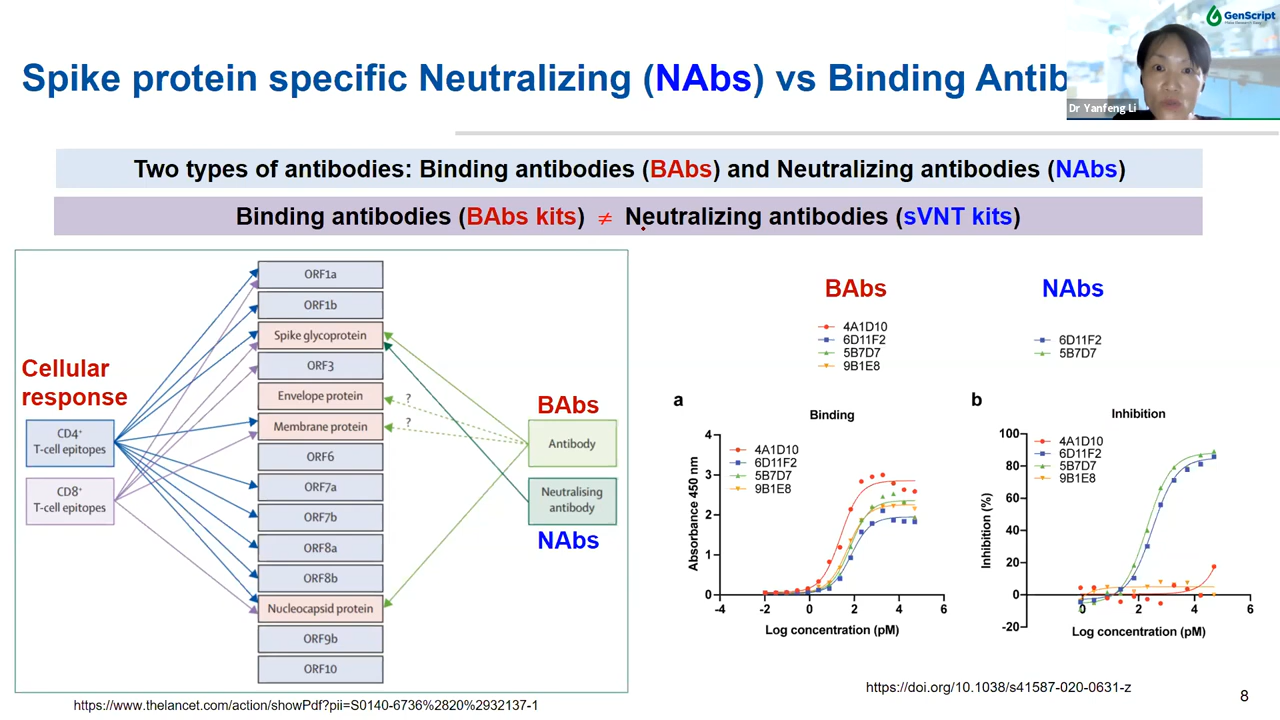 GenScript
Spike protein specific Neutralizing (NAbs) vs Binding Antib
Dr Yanfeng Li
Two types of antibodies: Binding antibodies (BAbs) and Neutralizing antibodies (NAbs)
Binding antibodies (BAbs kits) ≠ Neutralizing antibodies (sVNT kits)
Cellular
response
CD4+
T-cell epitopes
CD8+
T-cell epitopes
ORF1a
ORF1b
Spike glycoprotein
ORF3
Envelope protein
Membrane protein
ORF6
ORF7a
ORF7b
ORF8a
ORF8b
Nucleocapsid protein
ORF9b
ORF10
?
?
BAbs
Antibody
Neutralising
antibody
NAbs
https://www.thelancet.com/action/showPdf?pii=S0140-6736%2820%2932137-1
BAbs
4A1D10
6D11F2
5B7D7
9B1E8
NAbs
6D11F2
5B7D7
a
Binding
4A1D10
6D11F2
5B7D7
9B1E8
Absorbance 450 nm
4
3
2
1
0
-4 -2 0 2 4 6
Log concentration (pM)
b
Inhibition
4A1D10
6D11F2
5B7D7
9B1E8
Inhibition (%)
100
80
60
40
20
0
-20
0 2 4 6
Log concentration (pM)
https://doi.org/10.1038/s41587-020-0631-z
8